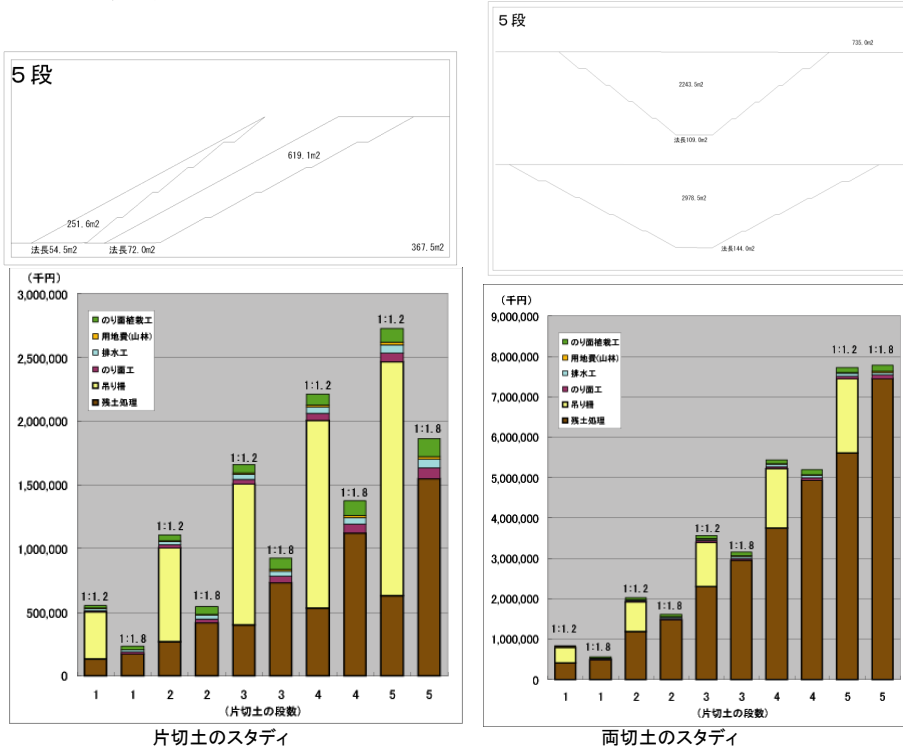 5段
619.1m2
251.6m2
法長54.5m2
法長72.0m2
367.5m2
(千円)
3,000,000
2,500,000
2,000,000
1,500,000
1,000,000
500,000
0
のり面植栽工
用地費(山林)
排水工
のり面工
吊り柵
残土処理
1:1.2
1:1.8
1:1.2
1:1.8
1:1.2
1:1.8
1:1.2
1:1.8
1:1.2
1:1.8
1 1 2 2 3 3 4 4 5 5
(片切土の段数)
片切土のスタディ
5段
735.0m2
2243.5m2
法長109.0m2
2978.5m2
法長144.0m2
(千円)
9,000,000
8,000,000
7,000,000
6,000,000
5,000,000
4,000,000
3,000,000
2,000,000
1,000,000
0
のり面植栽工
用地費(山林)
排水工
のり面工
吊り柵
残土処理
1:1.2
1:1.8
1:1.2
1:1.8
1:1.2
1:1.8
1:1.2
1:1.8
1:1.2
1:1.8
1 1 2 2 3 3 4 4 5 5
(片切土の段数)
両切土のスタディ